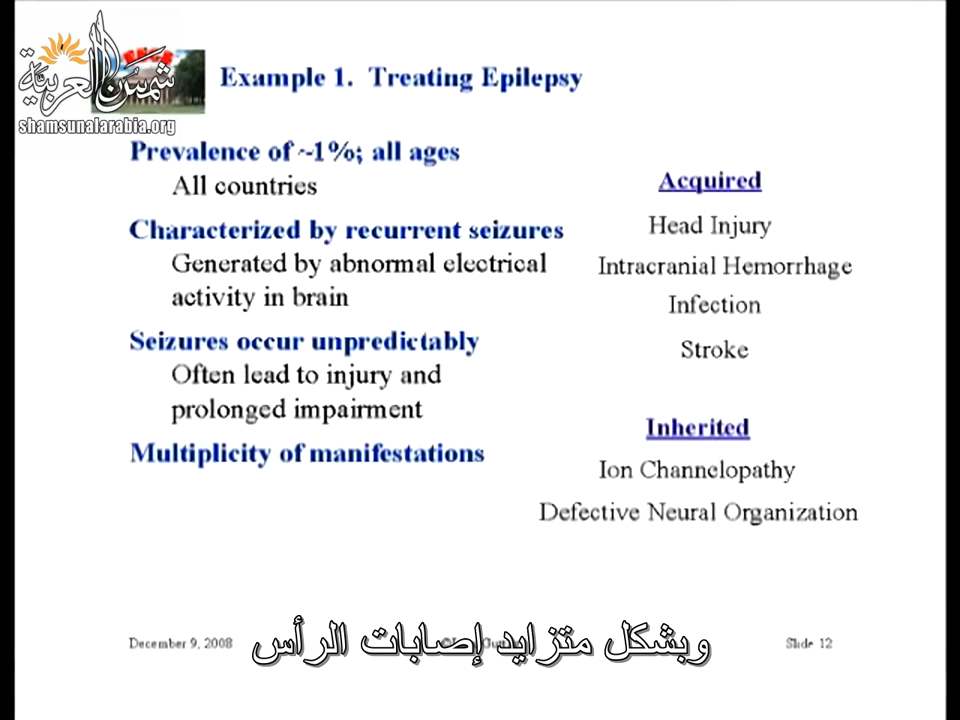 شمس العربية
shamsunalarabia.org
Example 1. Treating Epilepsy
Prevalence of ~1%; all ages
All countries
Characterized by recurrent seizures
Generated by abnormal electrical
activity in brain
Seizures occur unpredictably
Often lead to injury and
prolonged impairment
Multiplicity of manifestations
Acquired
Head Injury
Intracranial Hemorrhage
Infection
Stroke
Inherited
Ion Channelopathy
Defective Neural Organization
وبشكل متزايد إصابات الرأس
December 9, 2008
Slide 12